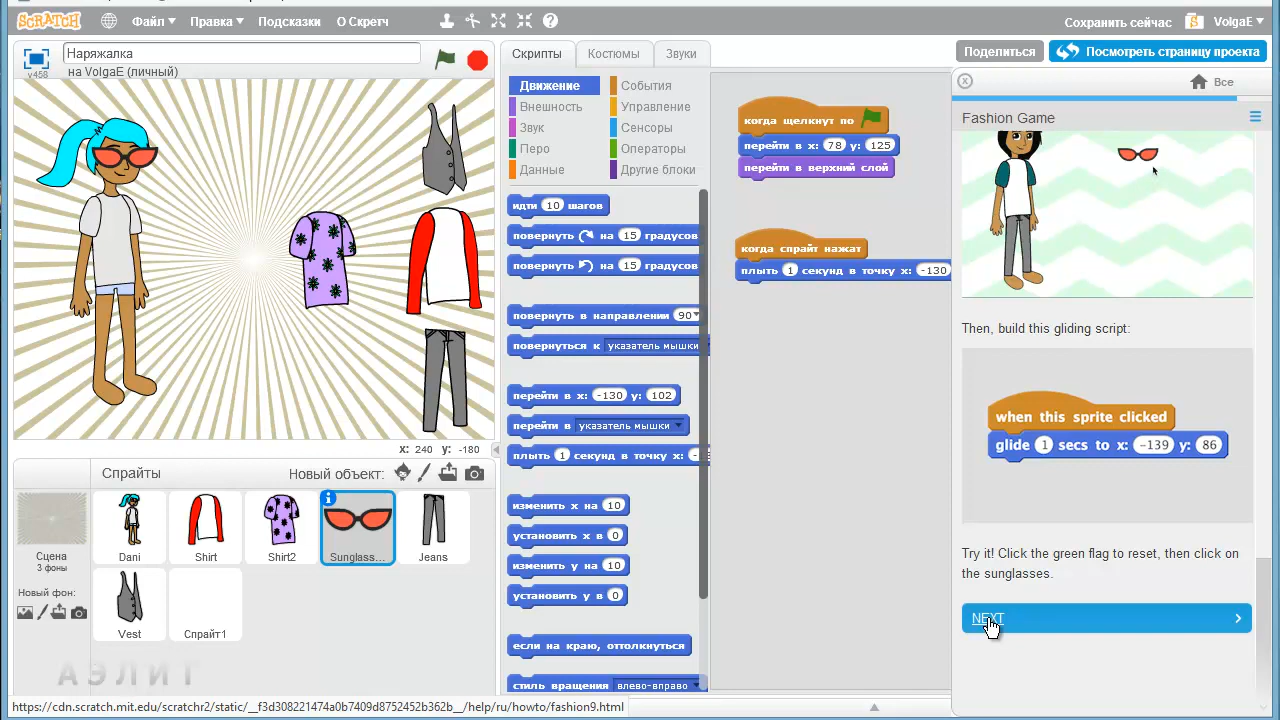 SCRATCH
Файл
Правка
Подсказки
О Скретч
Сохранить сейчас
VolgaE
v458
Наряжалка
на VolgaE (личный)
x: 240 y: -180
Спрайты
Новый объект:
Сцена
3 фоны
Новый фон:
Dani
Shirt
Shirt2
Sunglass...
Jeans
Vest
Спрайт1
АЭЛИТ
https://cdn.scratch.mit.edu/scratchr2/static/__f3d308221474a0b7409d8752452b362b__/help/ru/howto/fashion9.html
Скрипты
Костюмы
Звуки
Движение
События
Внешность
Управление
Звук
Сенсоры
Перо
Операторы
Данные
Другие блоки
идти 10 шагов
повернуть на 15 градусов
повернуть на 15 градусов
повернуть в направлении 90
повернуться к указатель мышки
перейти в x: -130 y: 102
перейти в указатель мышки
плыть 1 секунд в точку x:
изменить x на 10
установить x в 0
изменить y на 10
установить y в 0
если на краю, оттолкнуться
стиль вращения влево-вправо
когда щелкнут по
перейти в x: 78 y: 125
перейти в верхний слой
когда спрайт нажат
плыть 1 секунд в точку x: -130
Поделиться
Посмотреть страницу проекта
Все
Fashion Game
Then, build this gliding script:
when this sprite clicked
glide 1 secs to x: -139 y: 86
Try it! Click the green flag to reset, then click on
the sunglasses.
NEXT